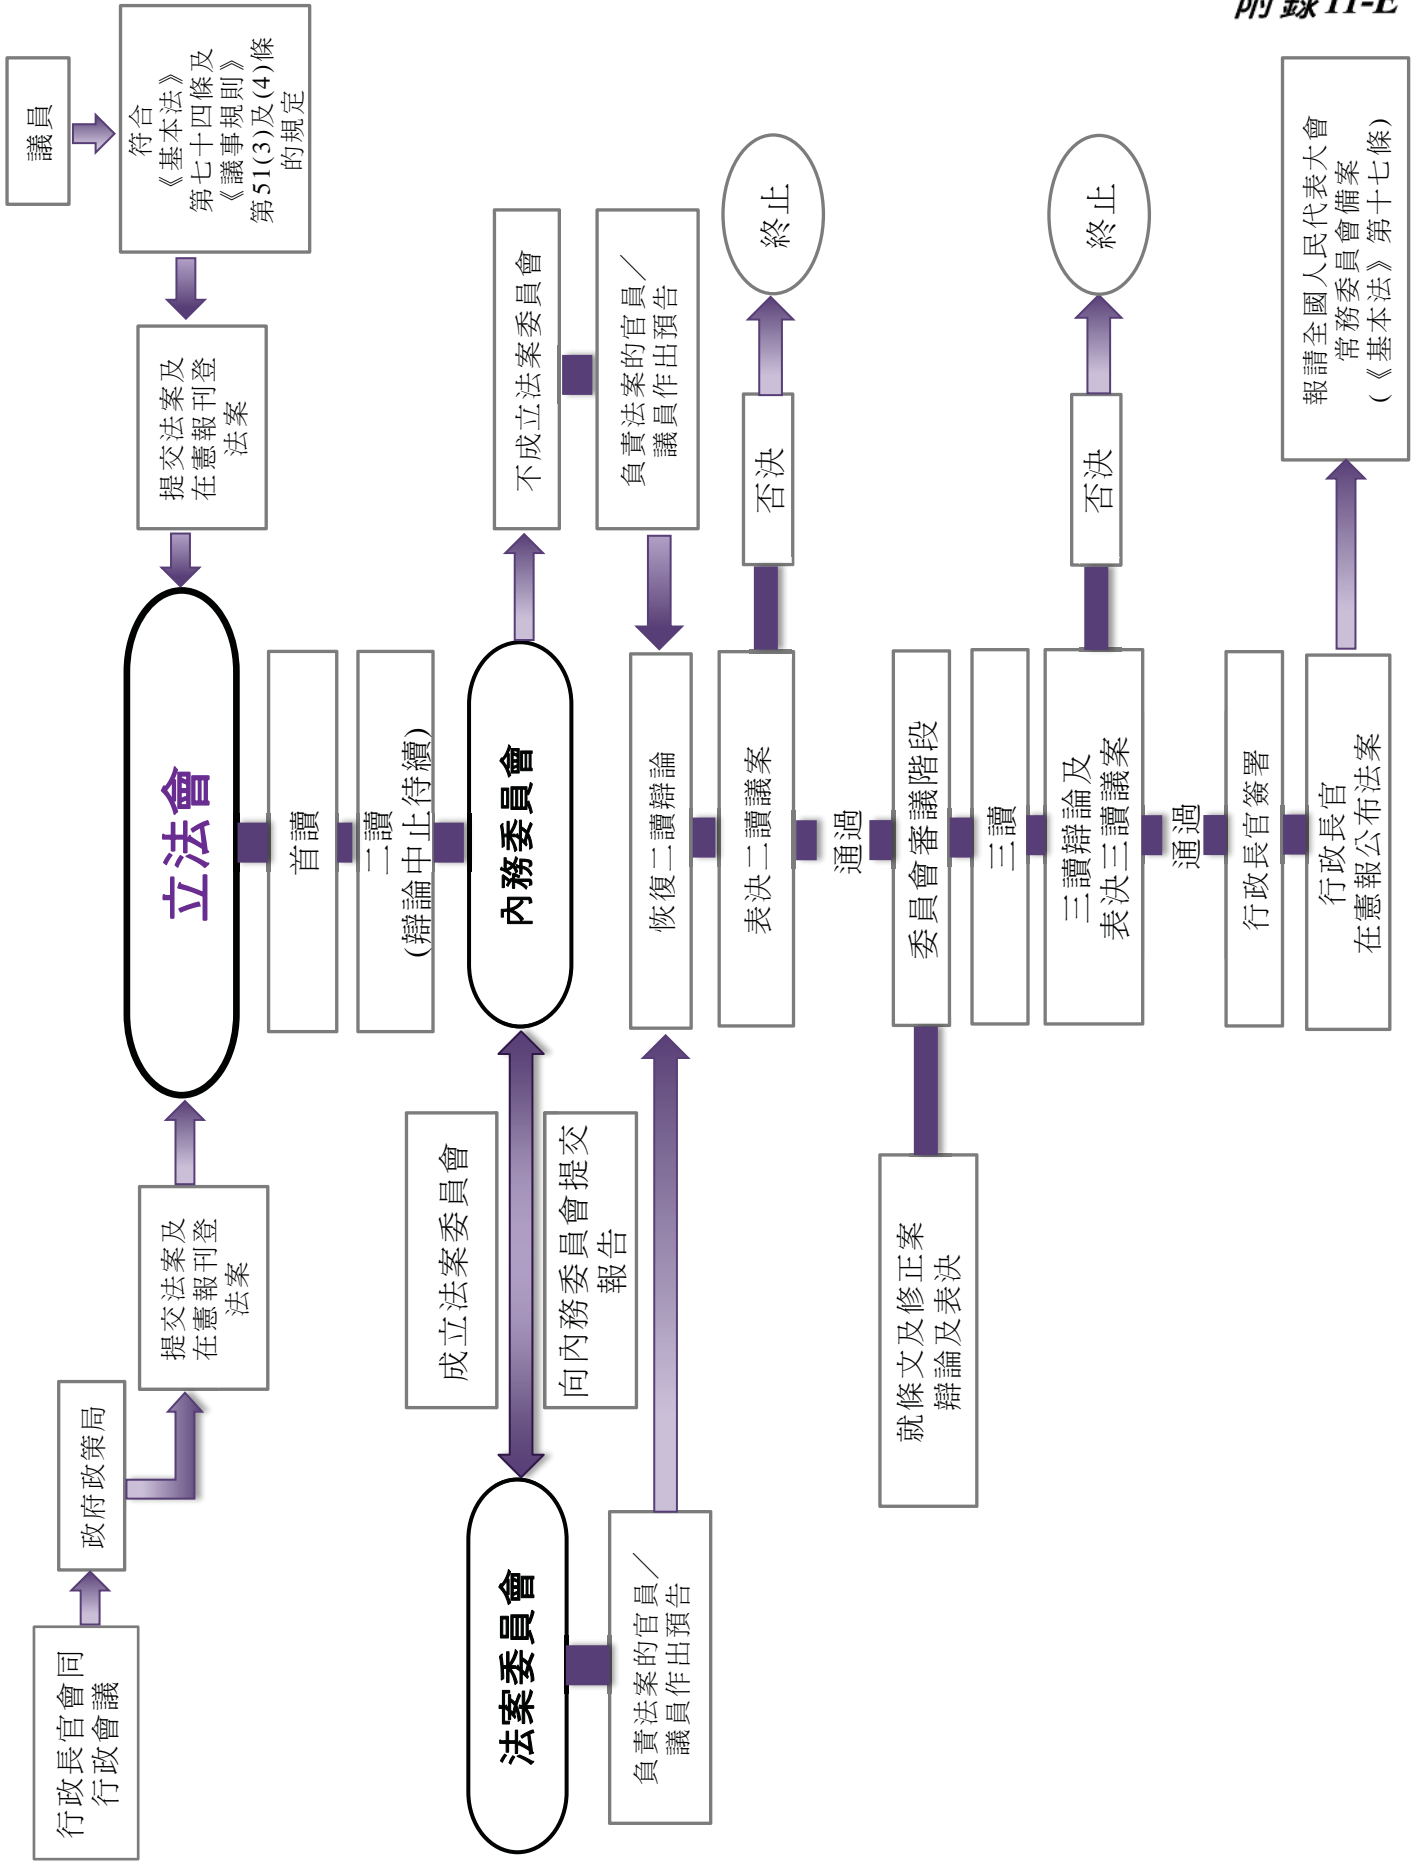 附錄 11-E
行政長官會同
行政會議
政府政策局
提交法案及
在憲報刊登
法案
議員
符合
《基本法》
第七十四條及
《議事規則》
第51(3)及(4)條
的規定
提交法案及
在憲報刊登
法案
立法會
首讀
二讀
(辯論中止待續)
內務委員會
成立法案委員會
向內務委員會提交
報告
法案委員會
負責法案的官員／
議員作出預告
不成立法案委員會
負責法案的官員／
議員作出預告
恢復二讀辯論
表決二讀議案
否決
終止
通過
委員會審議階段
就條文及修正案
辯論及表決
三讀
三讀辯論及
表決三讀議案
否決
終止
通過
行政長官簽署
行政長官
在憲報公布法案
報請全國人民代表大會
常務委員會備案
(《基本法》第十七條)